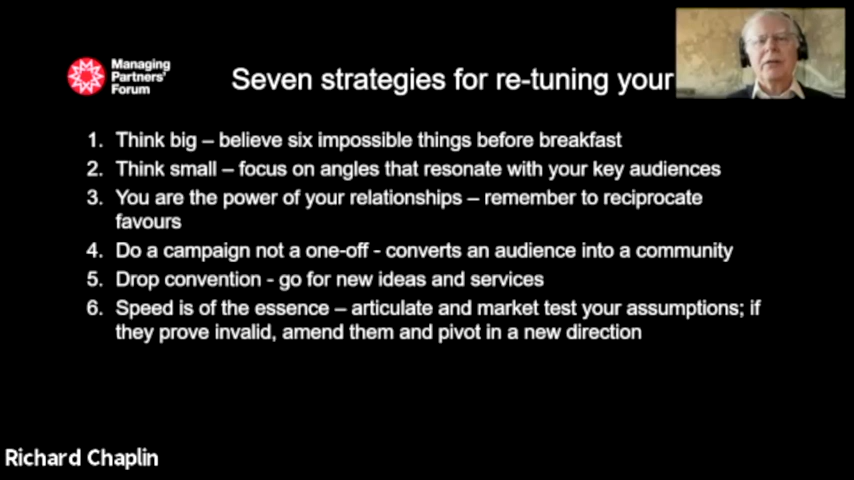 Managing
Partners'
Forum
Seven strategies for re-tuning your
1. Think big – believe six impossible things before breakfast
2. Think small – focus on angles that resonate with your key audiences
3. You are the power of your relationships – remember to reciprocate
favours
4. Do a campaign not a one-off - converts an audience into a community
5. Drop convention - go for new ideas and services
6. Speed is of the essence – articulate and market test your assumptions; if
they prove invalid, amend them and pivot in a new direction
Richard Chaplin